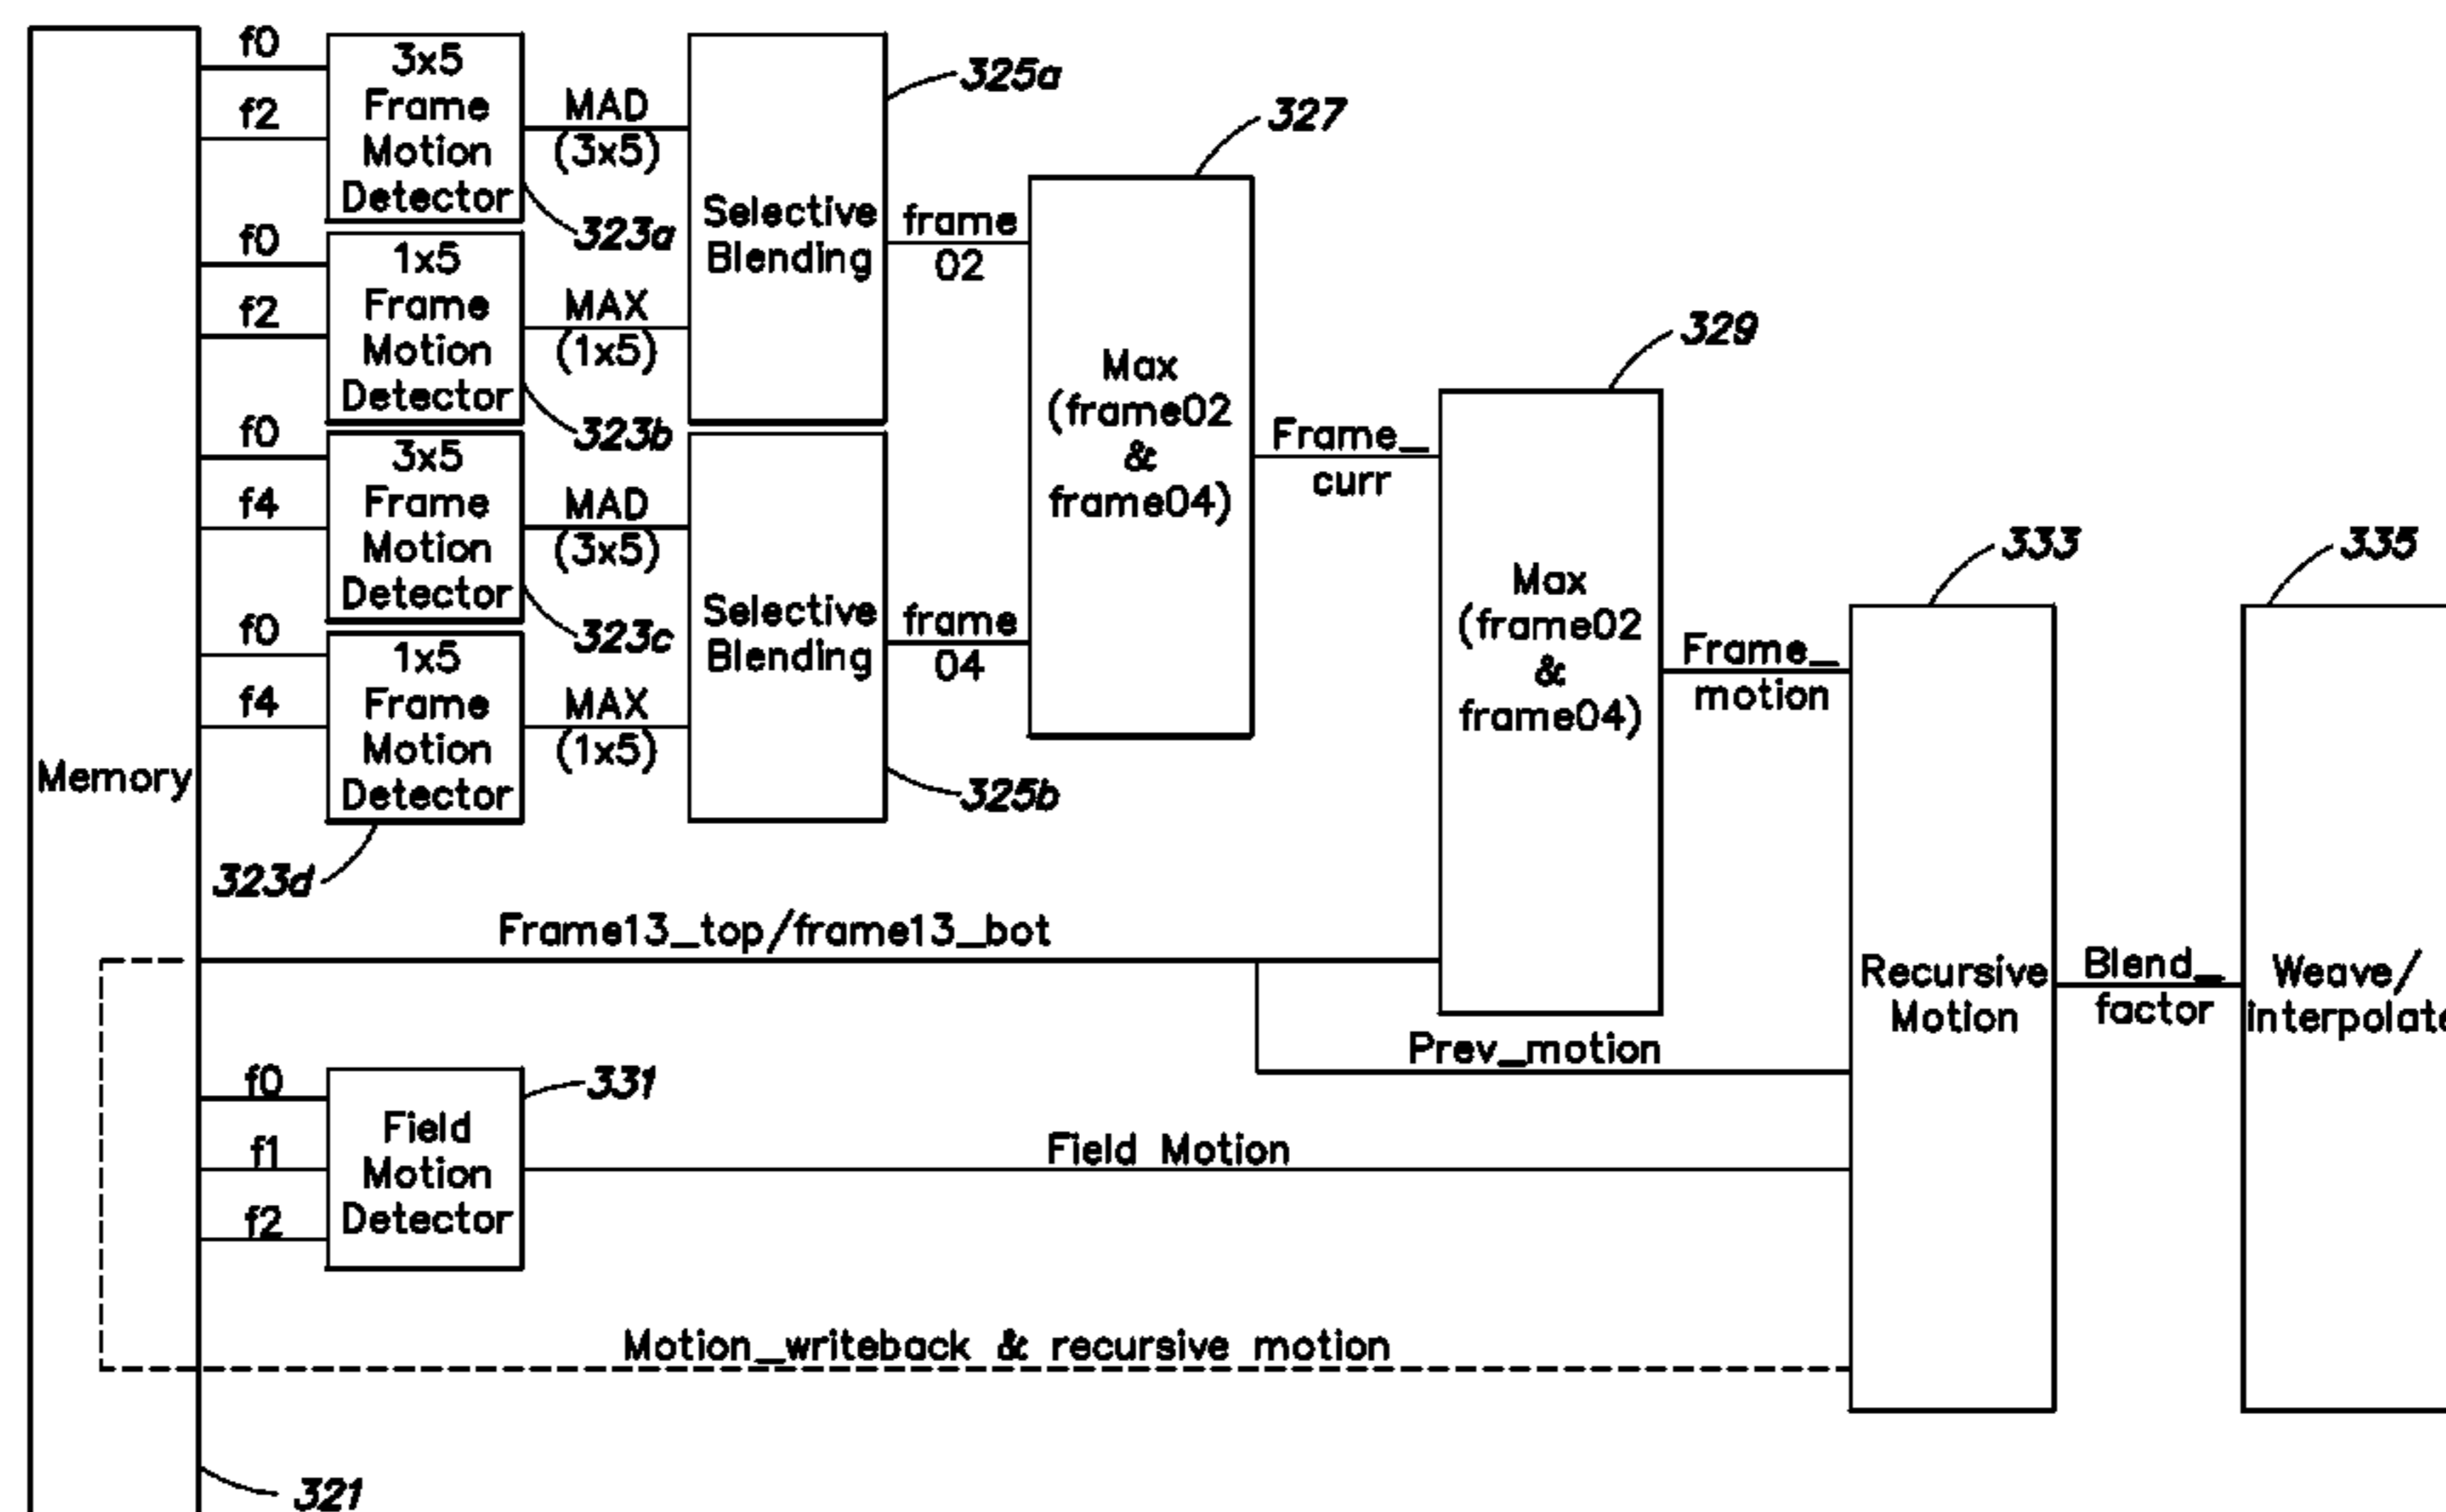 Memory
321
f0
f2
3x5
Frame
Motion
Detector
323a
MAD
(3x5)
f0
f2
1x5
Frame
Motion
Detector
323b
MAX
(1x5)
f0
f4
3x5
Frame
Motion
Detector
323c
MAD
(3x5)
f0
f4
1x5
Frame
Motion
Detector
323d
MAX
(1x5)
Selective
Blending
325a
frame
02
Selective
Blending
325b
frame
04
327
Max
(frame02
&
frame04)
Frame_
curr
329
Max
(frame02
&
frame04)
Frame_
motion
Frame13_top/frame13_bot
Prev_motion
f0
f1
f2
Field
Motion
Detector
331
Field Motion
Motion_writeback & recursive motion
333
Recursive
Motion
Blend_
factor
335
Weave/